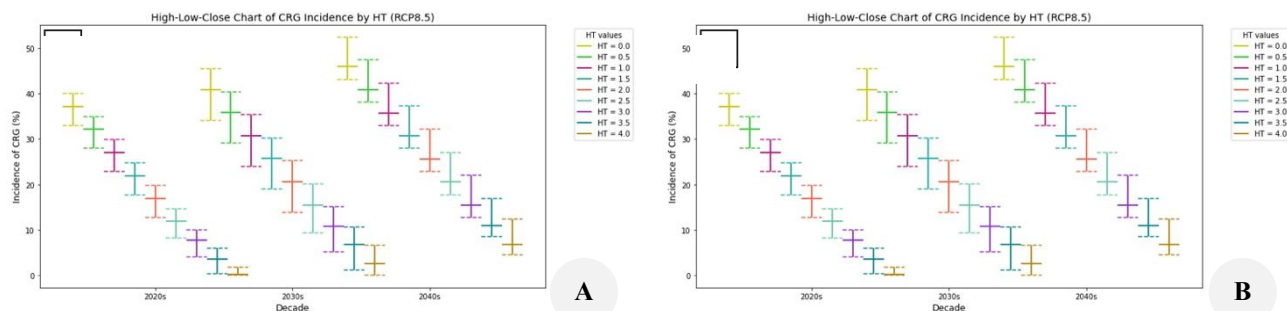 High-Low-Close Chart of CRG Incidence by HT (RCP8.5)
Incidence of CRG (%)
50
40
30
20
10
0
2020s
2030s
2040s
Decade
HT values
HT = 0.0
HT = 0.5
HT = 1.0
HT = 1.5
HT = 2.0
HT = 2.5
HT = 3.0
HT = 3.5
HT = 4.0
A
High-Low-Close Chart of CRG Incidence by HT (RCP8.5)
Incidence of CRG (%)
50
40
30
20
10
0
2020s
2030s
2040s
Decade
HT values
HT = 0.0
HT = 0.5
HT = 1.0
HT = 1.5
HT = 2.0
HT = 2.5
HT = 3.0
HT = 3.5
HT = 4.0
B